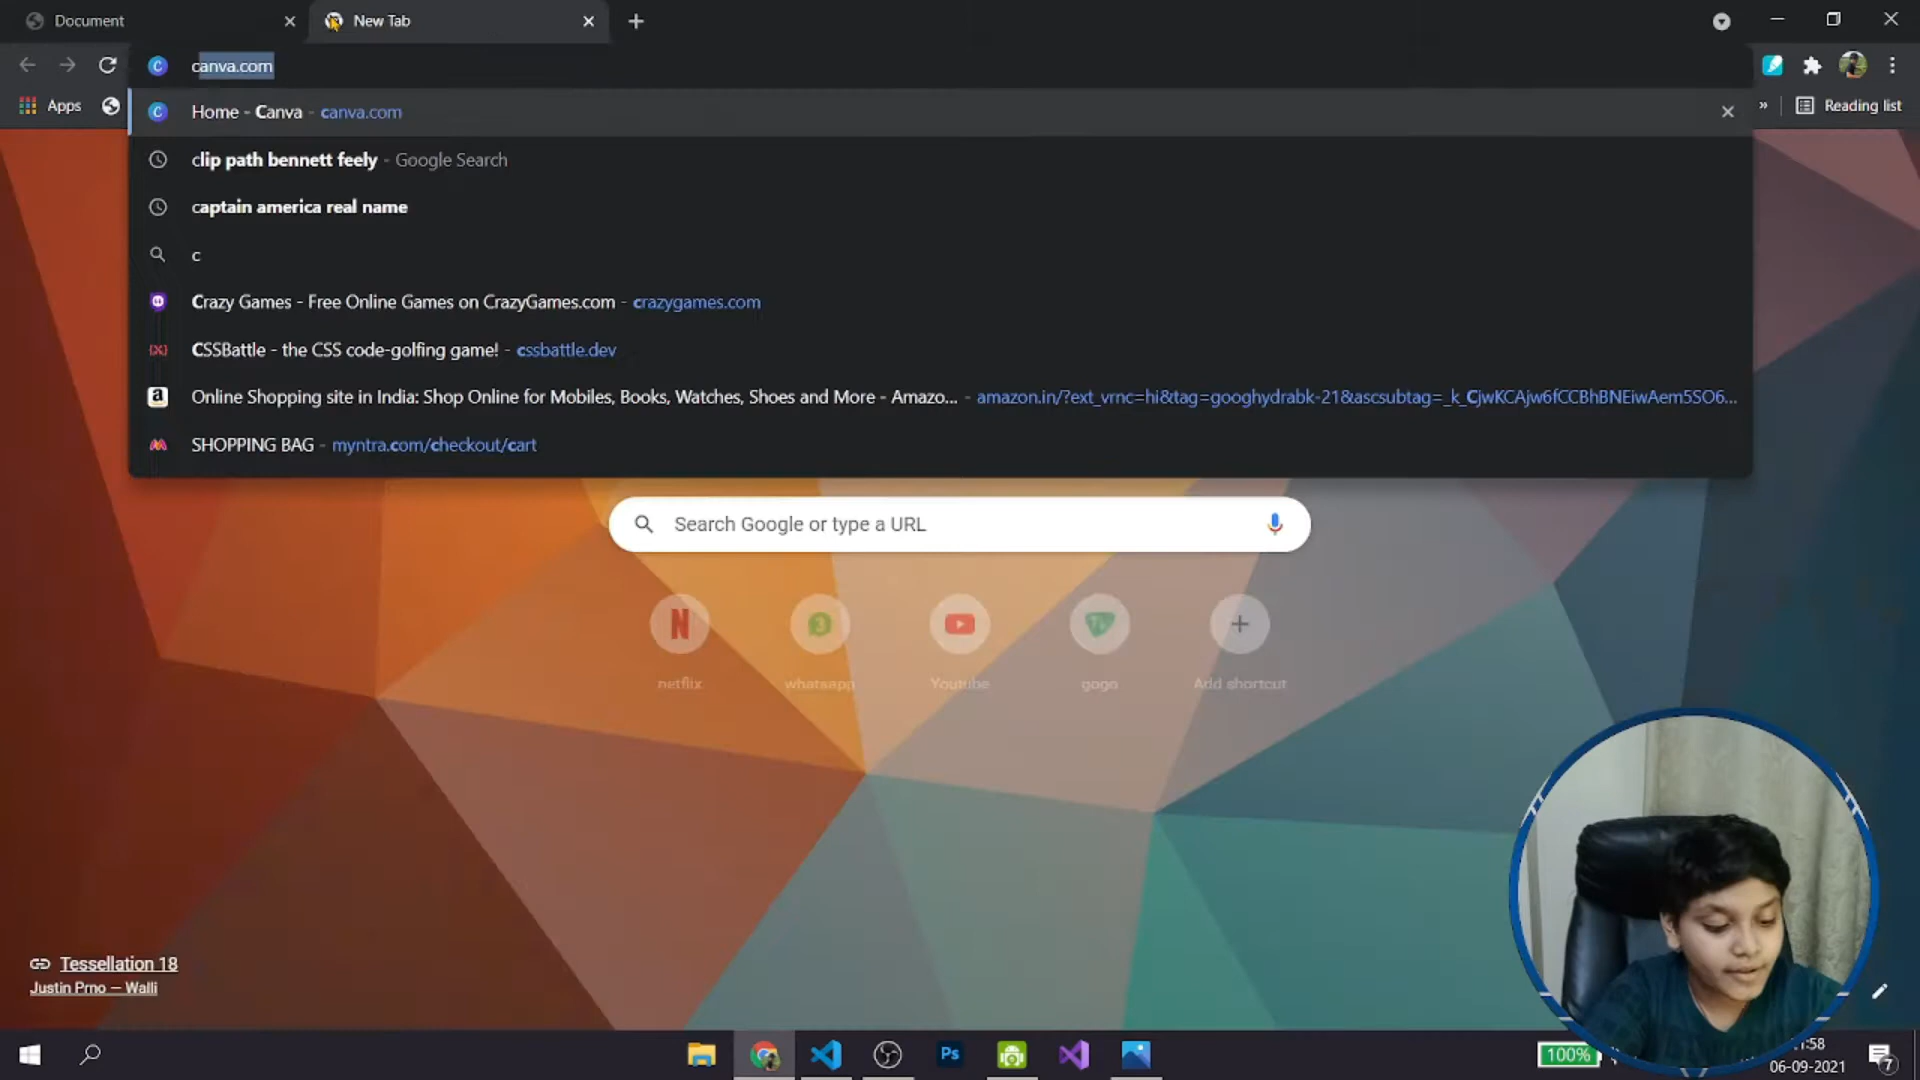 Document
New Tab
canva.com
Apps
Reading list
Home - Canva - canva.com
clip path bennett feely - Google Search
captain america real name
c
Crazy Games - Free Online Games on CrazyGames.com - crazygames.com
CSSBattle - the CSS code-golfing game! - cssbattle.dev
Online Shopping site in India: Shop Online for Mobiles, Books, Watches, Shoes and More - Amazo... - amazon.in/?ext_vrnc=hi&tag=googhydrabk-21&ascsubtag=_k_CjwKCAjw6fCCBhBNEiwAem5SO6...
SHOPPING BAG - myntra.com/checkout/cart
Search Google or type a URL
netflix
whatsapp
Youtube
gogo
Add shortcut
Tessellation 18
Justin Prno — Walli
Ps
100%
:58
06-09-2021
7